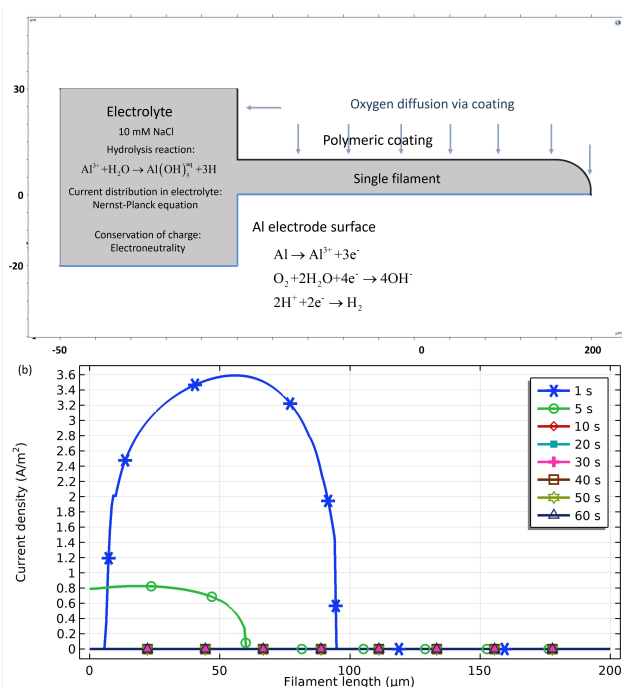 µm
30
0
-20
-50
0
200
µm
Electrolyte
10 mM NaCl
Hydrolysis reaction:
Al³⁺+H₂O → Al(OH)₃ᵃq+3H
Current distribution in electrolyte:
Nernst-Planck equation
Conservation of charge:
Electroneutrality
Oxygen diffusion via coating
Polymeric coating
Single filament
Al electrode surface
Al → Al³⁺+3e⁻
O₂+2H₂O+4e⁻ → 4OH⁻
2H⁺+2e⁻ → H₂
(b)
Current density (A/m²)
3.6
3.4
3.2
3
2.8
2.6
2.4
2.2
2
1.8
1.6
1.4
1.2
1
0.8
0.6
0.4
0.2
0
0
50
100
150
200
Filament length (µm)
1 s
5 s
10 s
20 s
30 s
40 s
50 s
60 s